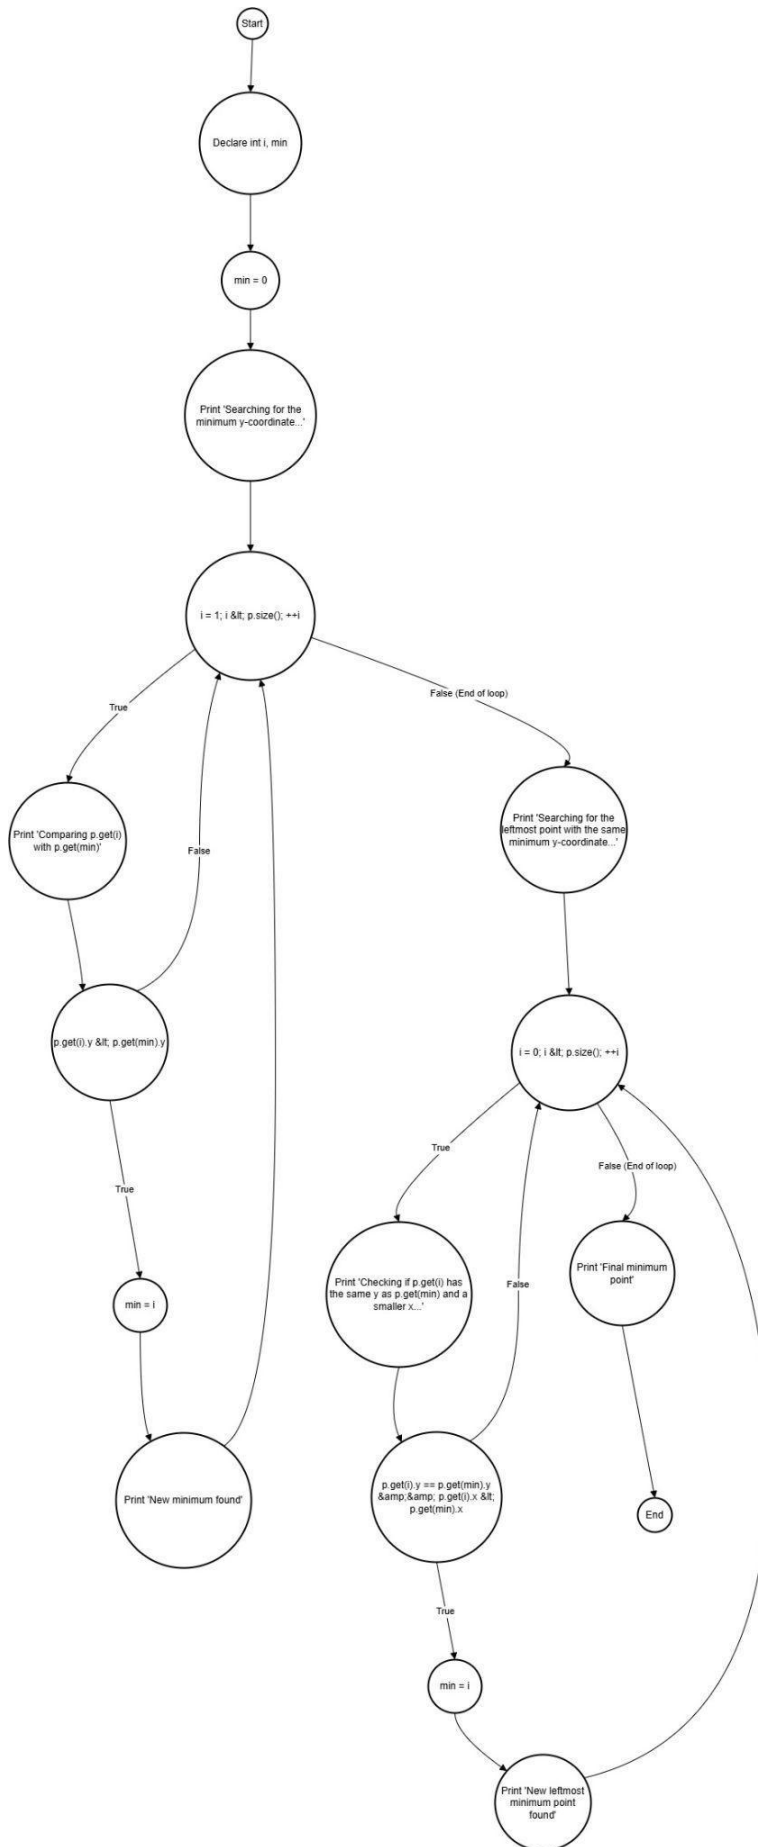 Start
Declare int i, min
min = 0
Print 'Searching for the
minimum y-coordinate...'
i = 1; i &lt; p.size(); ++i
True
False (End of loop)
Print 'Comparing p.get(i)
with p.get(min)'
False
p.get(i).y &lt; p.get(min).y
True
min = i
Print 'New minimum found'
Print 'Searching for the
leftmost point with the same
minimum y-coordinate...'
i = 0; i &lt; p.size(); ++i
True
False (End of loop)
Print 'Checking if p.get(i) has
the same y as p.get(min) and a
smaller x...'
False
Print 'Final minimum
point'
p.get(i).y == p.get(min).y
&amp;&amp; p.get(i).x &lt;
p.get(min).x
End
True
min = i
Print 'New leftmost
minimum point
found'